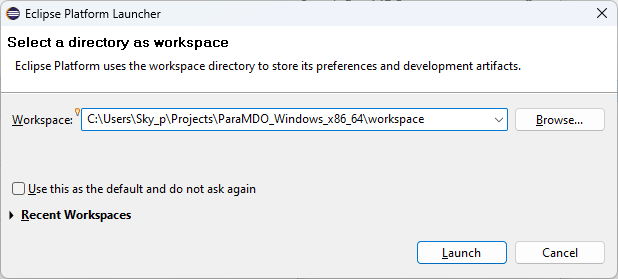 Eclipse Platform Launcher
Select a directory as workspace
Eclipse Platform uses the workspace directory to store its preferences and development artifacts.
Workspace: C:\Users\Sky_p\Projects\ParaMDO_Windows_x86_64\workspace Browse...
Use this as the default and do not ask again
Recent Workspaces
Launch Cancel